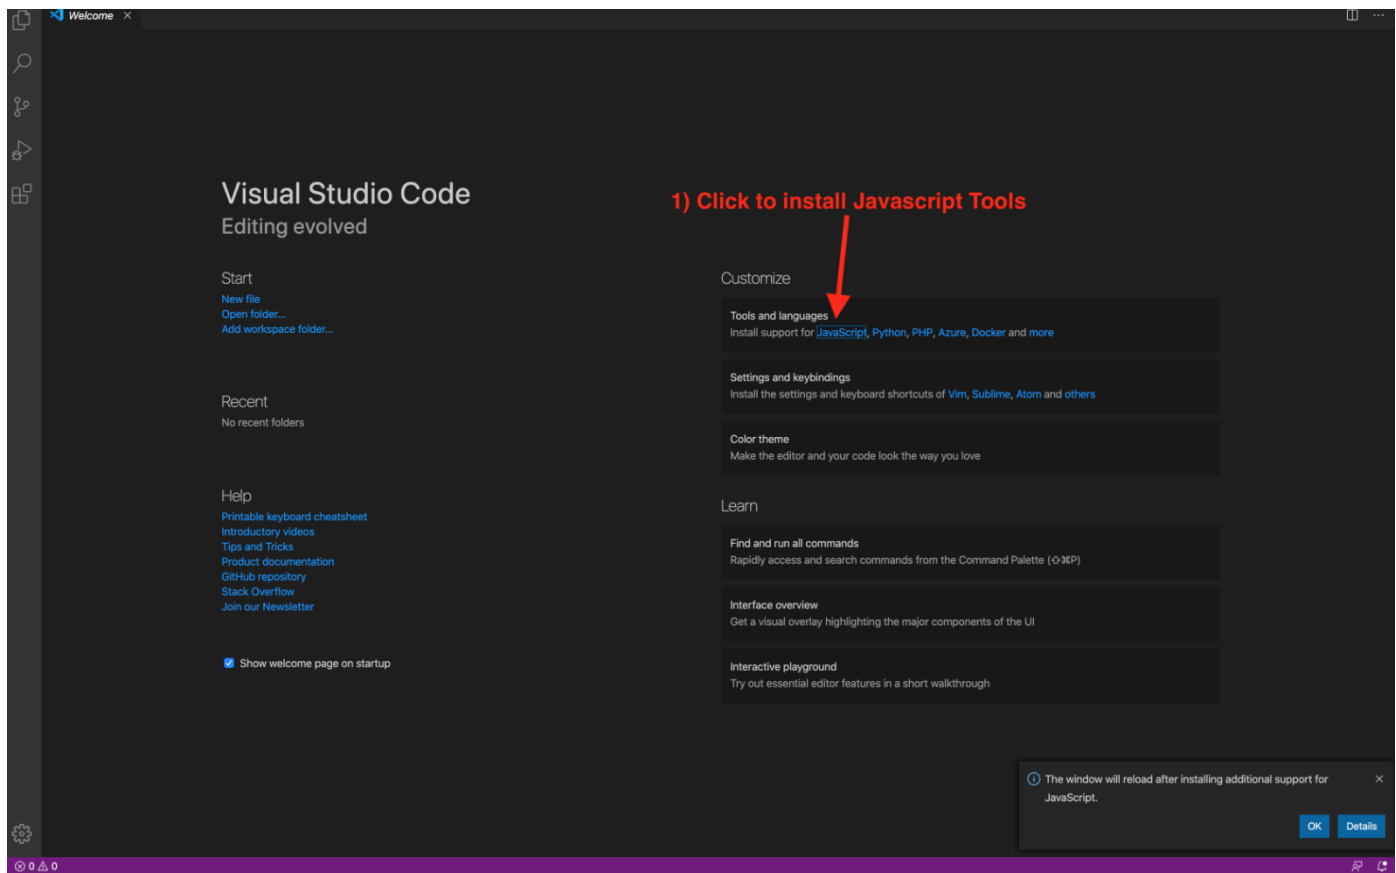 Welcome
Visual Studio Code
Editing evolved
1) Click to install Javascript Tools
Start
New file
Open folder...
Add workspace folder...
Recent
No recent folders
Help
Printable keyboard cheatsheet
Introductory videos
Tips and Tricks
Product documentation
GitHub repository
Stack Overflow
Join our Newsletter
Show welcome page on startup
Customize
Tools and languages
Install support for JavaScript, Python, PHP, Azure, Docker and more
Settings and keybindings
Install the settings and keyboard shortcuts of Vim, Sublime, Atom and others
Color theme
Make the editor and your code look the way you love
Learn
Find and run all commands
Rapidly access and search commands from the Command Palette (⇧⌘P)
Interface overview
Get a visual overlay highlighting the major components of the UI
Interactive playground
Try out essential editor features in a short walkthrough
The window will reload after installing additional support for
JavaScript.
OK Details
0 0